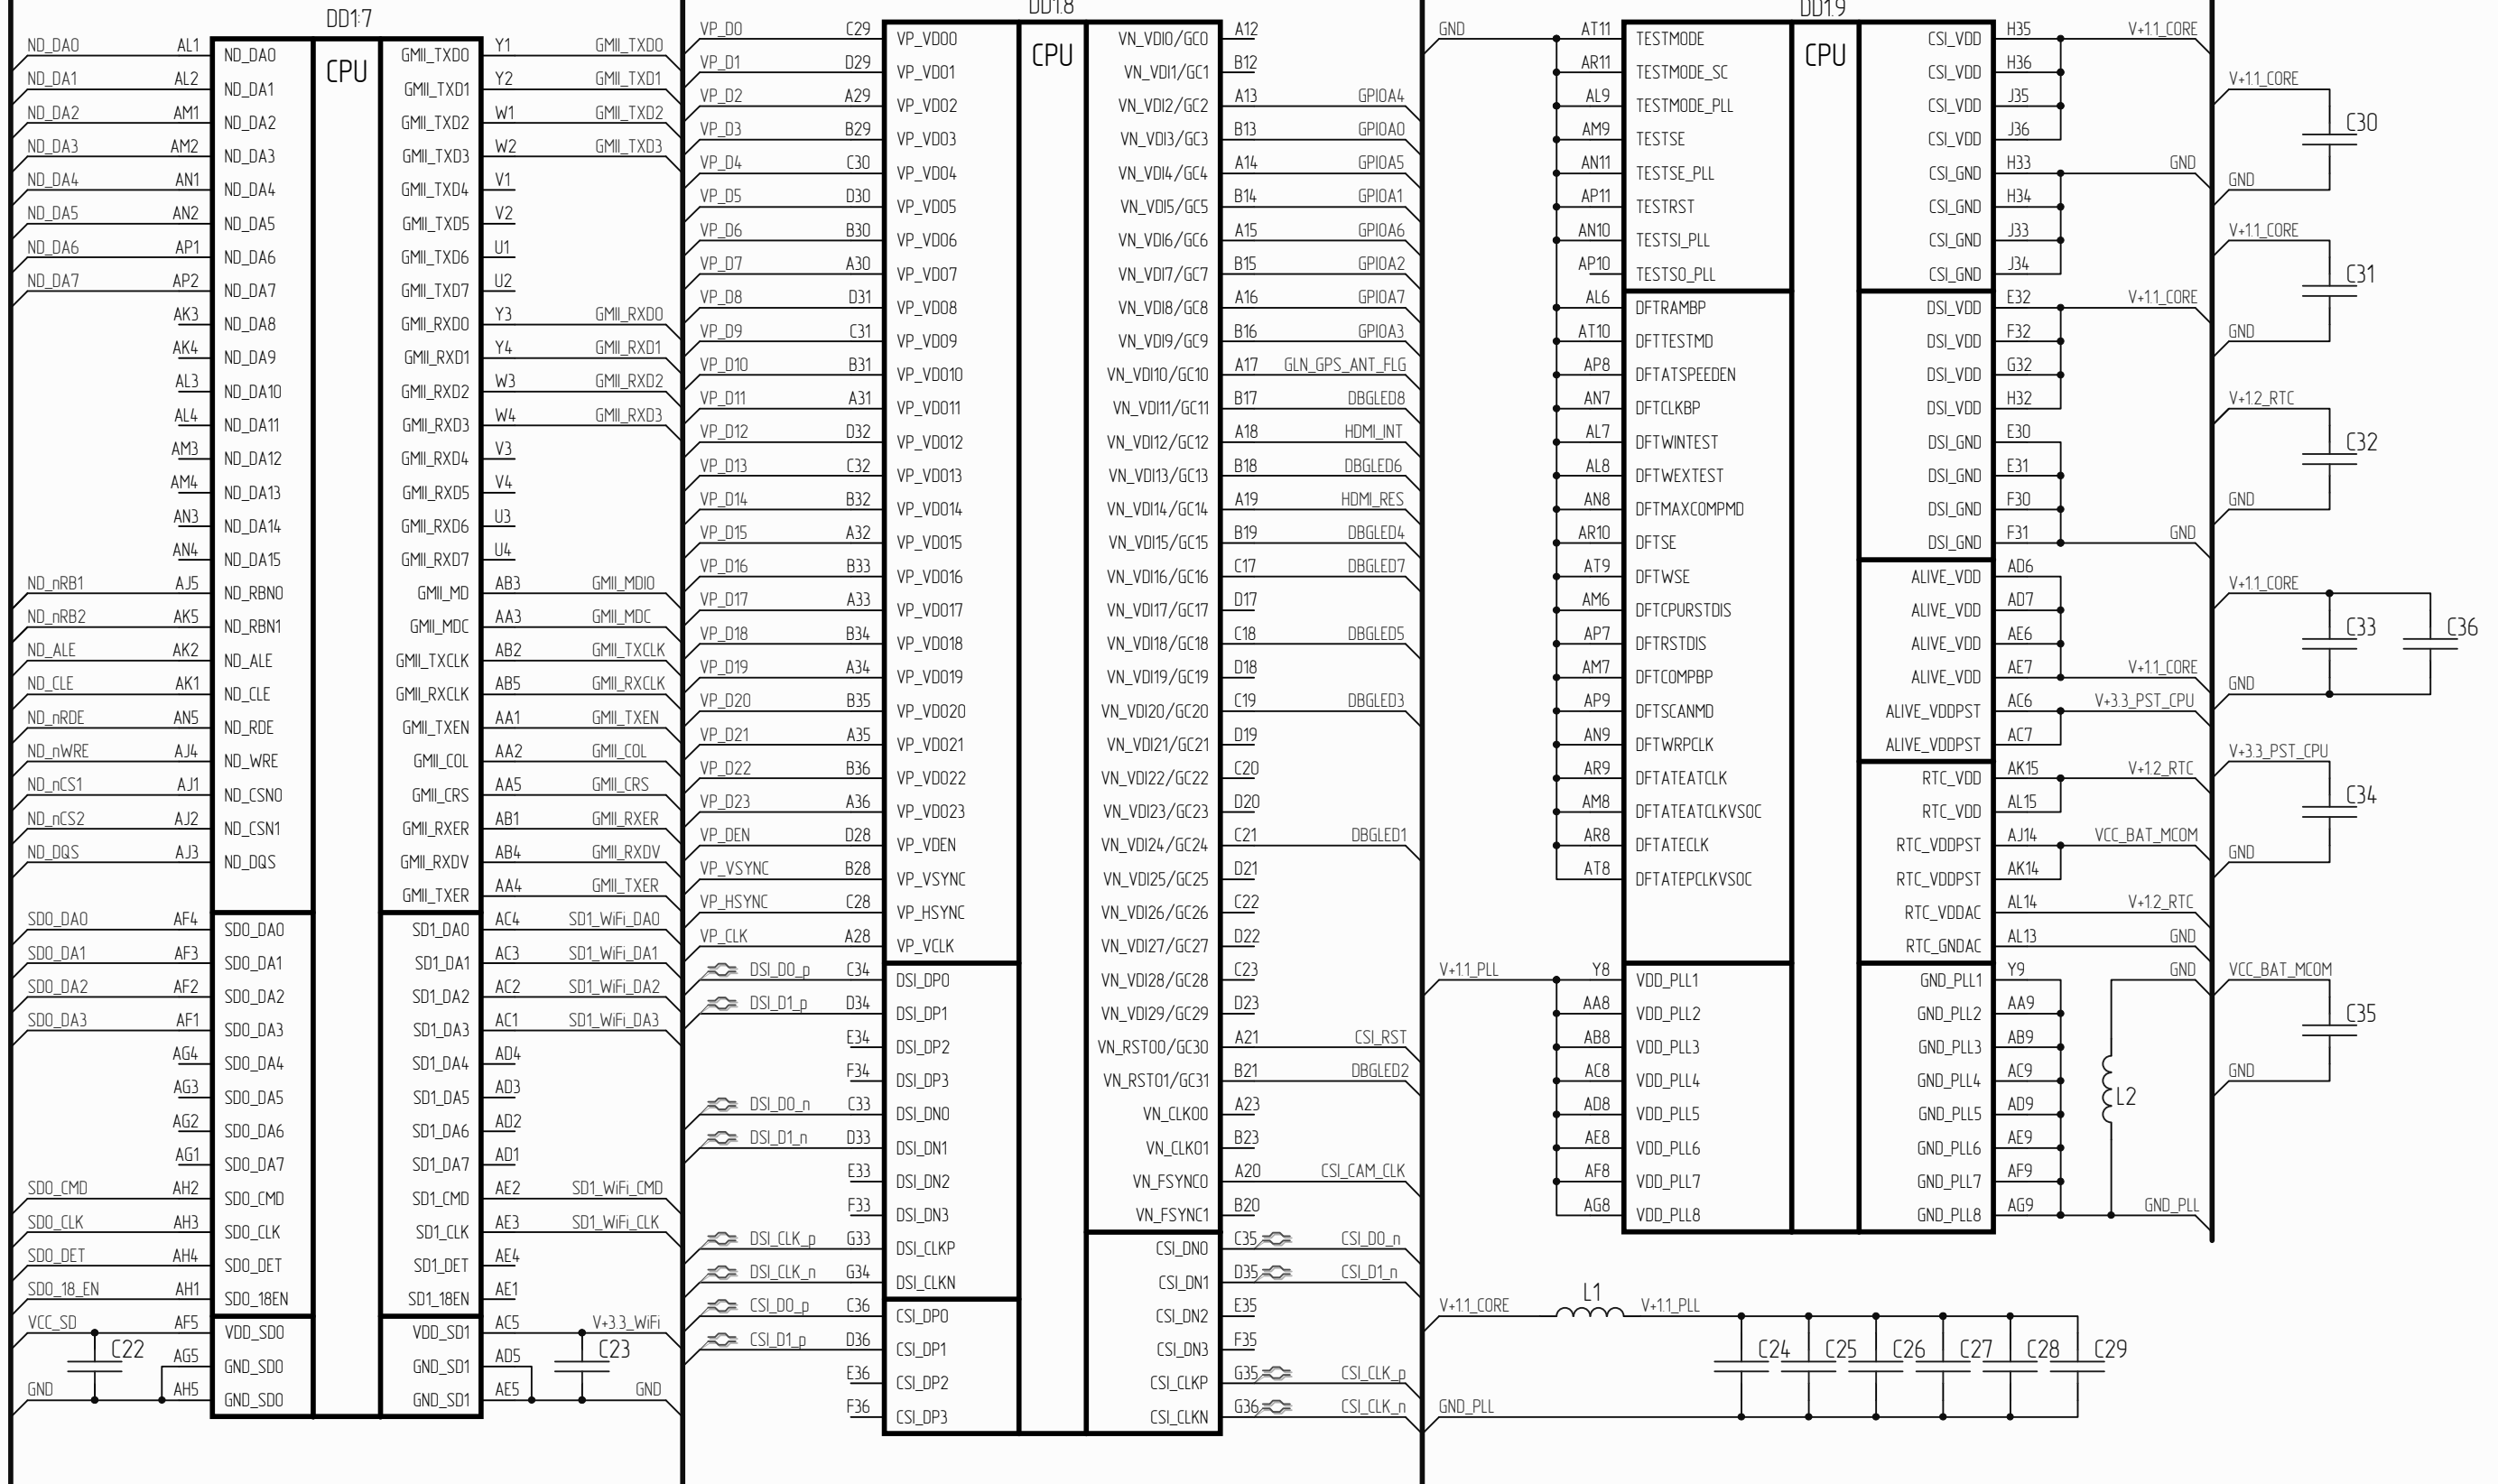 DD1:7
CPU
ND_DA0 AL1 ND_DA0 GMII_TXD0 Y1 GMII_TXD0
ND_DA1 AL2 ND_DA1 GMII_TXD1 Y2 GMII_TXD1
ND_DA2 AM1 ND_DA2 GMII_TXD2 W1 GMII_TXD2
ND_DA3 AM2 ND_DA3 GMII_TXD3 W2 GMII_TXD3
ND_DA4 AN1 ND_DA4 GMII_TXD4 V1
ND_DA5 AN2 ND_DA5 GMII_TXD5 V2
ND_DA6 AP1 ND_DA6 GMII_TXD6 U1
ND_DA7 AP2 ND_DA7 GMII_TXD7 U2
AK3 ND_DA8 GMII_RXD0 Y3 GMII_RXD0
AK4 ND_DA9 GMII_RXD1 Y4 GMII_RXD1
AL3 ND_DA10 GMII_RXD2 W3 GMII_RXD2
AL4 ND_DA11 GMII_RXD3 W4 GMII_RXD3
AM3 ND_DA12 GMII_RXD4 V3
AM4 ND_DA13 GMII_RXD5 V4
AN3 ND_DA14 GMII_RXD6 U3
AN4 ND_DA15 GMII_RXD7 U4
ND_nRB1 AJ5 ND_RBN0 GMII_MD AB3 GMII_MDIO
ND_nRB2 AK5 ND_RBN1 GMII_MDC AA3 GMII_MDC
ND_ALE AK2 ND_ALE GMII_TXCLK AB2 GMII_TXCLK
ND_CLE AK1 ND_CLE GMII_RXCLK AB5 GMII_RXCLK
ND_nRDE AN5 ND_RDE GMII_TXEN AA1 GMII_TXEN
ND_nWRE AJ4 ND_WRE GMII_COL AA2 GMII_COL
ND_nCS1 AJ1 ND_CSN0 GMII_CRS AA5 GMII_CRS
ND_nCS2 AJ2 ND_CSN1 GMII_RXER AB1 GMII_RXER
ND_DQS AJ3 ND_DQS GMII_RXDV AB4 GMII_RXDV
GMII_TXER AA4 GMII_TXER
SD0_DA0 AF4 SD0_DA0 SD1_DA0 AC4 SD1_WiFi_DA0
SD0_DA1 AF3 SD0_DA1 SD1_DA1 AC3 SD1_WiFi_DA1
SD0_DA2 AF2 SD0_DA2 SD1_DA2 AC2 SD1_WiFi_DA2
SD0_DA3 AF1 SD0_DA3 SD1_DA3 AC1 SD1_WiFi_DA3
AG4 SD0_DA4 SD1_DA4 AD4
AG3 SD0_DA5 SD1_DA5 AD3
AG2 SD0_DA6 SD1_DA6 AD2
AG1 SD0_DA7 SD1_DA7 AD1
SD0_CMD AH2 SD0_CMD SD1_CMD AE2 SD1_WiFi_CMD
SD0_CLK AH3 SD0_CLK SD1_CLK AE3 SD1_WiFi_CLK
SD0_DET AH4 SD0_DET SD1_DET AE4
SD0_18_EN AH1 SD0_18EN SD1_18EN AE1
VCC_SD AF5 VDD_SD0 VDD_SD1 AC5 V+3.3_WiFi
C22 AG5 GND_SD0 GND_SD1 AD5 C23
GND AH5 GND_SD0 GND_SD1 AE5 GND
DD1:8
CPU
VP_D0 C29 VP_VDO0 VN_VDI0/GC0 A12
VP_D1 D29 VP_VDO1 VN_VDI1/GC1 B12
VP_D2 A29 VP_VDO2 VN_VDI2/GC2 A13 GPIOA4
VP_D3 B29 VP_VDO3 VN_VDI3/GC3 B13 GPIOA0
VP_D4 C30 VP_VDO4 VN_VDI4/GC4 A14 GPIOA5
VP_D5 D30 VP_VDO5 VN_VDI5/GC5 B14 GPIOA1
VP_D6 B30 VP_VDO6 VN_VDI6/GC6 A15 GPIOA6
VP_D7 A30 VP_VDO7 VN_VDI7/GC7 B15 GPIOA2
VP_D8 D31 VP_VDO8 VN_VDI8/GC8 A16 GPIOA7
VP_D9 C31 VP_VDO9 VN_VDI9/GC9 B16 GPIOA3
VP_D10 B31 VP_VDO10 VN_VDI10/GC10 A17 GLN_GPS_ANT_FLG
VP_D11 A31 VP_VDO11 VN_VDI11/GC11 B17 DBGLED8
VP_D12 D32 VP_VDO12 VN_VDI12/GC12 A18 HDMI_INT
VP_D13 C32 VP_VDO13 VN_VDI13/GC13 B18 DBGLED6
VP_D14 B32 VP_VDO14 VN_VDI14/GC14 A19 HDMI_RES
VP_D15 A32 VP_VDO15 VN_VDI15/GC15 B19 DBGLED4
VP_D16 B33 VP_VDO16 VN_VDI16/GC16 C17 DBGLED7
VP_D17 A33 VP_VDO17 VN_VDI17/GC17 D17
VP_D18 B34 VP_VDO18 VN_VDI18/GC18 C18 DBGLED5
VP_D19 A34 VP_VDO19 VN_VDI19/GC19 D18
VP_D20 B35 VP_VDO20 VN_VDI20/GC20 C19 DBGLED3
VP_D21 A35 VP_VDO21 VN_VDI21/GC21 D19
VP_D22 B36 VP_VDO22 VN_VDI22/GC22 C20
VP_D23 A36 VP_VDO23 VN_VDI23/GC23 D20
VP_DEN D28 VP_VDEN VN_VDI24/GC24 C21 DBGLED1
VP_VSYNC B28 VP_VSYNC VN_VDI25/GC25 D21
VP_HSYNC C28 VP_HSYNC VN_VDI26/GC26 C22
VP_CLK A28 VP_VCLK VN_VDI27/GC27 D22
DSI_D0_p C34 DSI_DP0 VN_VDI28/GC28 C23
DSI_D1_p D34 DSI_DP1 VN_VDI29/GC29 D23
E34 DSI_DP2 VN_RSTO0/GC30 A21 CSI_RST
F34 DSI_DP3 VN_RSTO1/GC31 B21 DBGLED2
DSI_D0_n C33 DSI_DN0 VN_CLKO0 A23
DSI_D1_n D33 DSI_DN1 VN_CLKO1 B23
E33 DSI_DN2 VN_FSYNC0 A20 CSI_CAM_CLK
F33 DSI_DN3 VN_FSYNC1 B20
DSI_CLK_p G33 DSI_CLKP CSI_DN0 C35 CSI_D0_n
DSI_CLK_n G34 DSI_CLKN CSI_DN1 D35 CSI_D1_n
CSI_D0_p C36 CSI_DP0 CSI_DN2 E35
CSI_D1_p D36 CSI_DP1 CSI_DN3 F35
E36 CSI_DP2 CSI_CLKP G35 CSI_CLK_p
F36 CSI_DP3 CSI_CLKN G36 CSI_CLK_n
DD1:9
CPU
GND AT11 TESTMODE CSI_VDD H35 V+1.1_CORE
AR11 TESTMODE_SC CSI_VDD H36
AL9 TESTMODE_PLL CSI_VDD J35
AM9 TESTSE CSI_VDD J36
AN11 TESTSE_PLL CSI_GND H33 GND
AP11 TESTRST CSI_GND H34
AN10 TESTSI_PLL CSI_GND J33
AP10 TESTSO_PLL CSI_GND J34
AL6 DFTRAMBP DSI_VDD E32 V+1.1_CORE
AT10 DFTTESTMD DSI_VDD F32
AP8 DFTATSPEEDEN DSI_VDD G32
AN7 DFTCLKBP DSI_VDD H32
AL7 DFTWINTEST DSI_GND E30
AL8 DFTWEXTEST DSI_GND E31
AN8 DFTMAXCOMPMD DSI_GND F30
AR10 DFTSE DSI_GND F31 GND
AT9 DFTWSE ALIVE_VDD AD6
AM6 DFTCPURSTDIS ALIVE_VDD AD7
AP7 DFTRSTDIS ALIVE_VDD AE6
AM7 DFTCOMPBP ALIVE_VDD AE7 V+1.1_CORE
AP9 DFTSCANMD ALIVE_VDDPST AC6 V+3.3_PST_CPU
AN9 DFTWRPCLK ALIVE_VDDPST AC7
AR9 DFTATEATCLK RTC_VDD AK15 V+1.2_RTC
AM8 DFTATEATCLKVSOC RTC_VDD AL15
AR8 DFTATECLK RTC_VDDPST AJ14 VCC_BAT_MCOM
AT8 DFTATEPCLKVSOC RTC_VDDPST AK14
RTC_VDDAC AL14 V+1.2_RTC
RTC_GNDAC AL13 GND
V+1.1_PLL Y8 VDD_PLL1 GND_PLL1 Y9 GND
AA8 VDD_PLL2 GND_PLL2 AA9
AB8 VDD_PLL3 GND_PLL3 AB9
AC8 VDD_PLL4 GND_PLL4 AC9
AD8 VDD_PLL5 GND_PLL5 AD9 L2
AE8 VDD_PLL6 GND_PLL6 AE9
AF8 VDD_PLL7 GND_PLL7 AF9
AG8 VDD_PLL8 GND_PLL8 AG9 GND_PLL
V+1.1_CORE L1 V+1.1_PLL
C24 C25 C26 C27 C28 C29
GND_PLL
V+1.1_CORE
C30
GND
V+1.1_CORE
C31
GND
V+1.2_RTC
C32
GND
V+1.1_CORE
C33 C36
GND
V+3.3_PST_CPU
C34
GND
VCC_BAT_MCOM
C35
GND